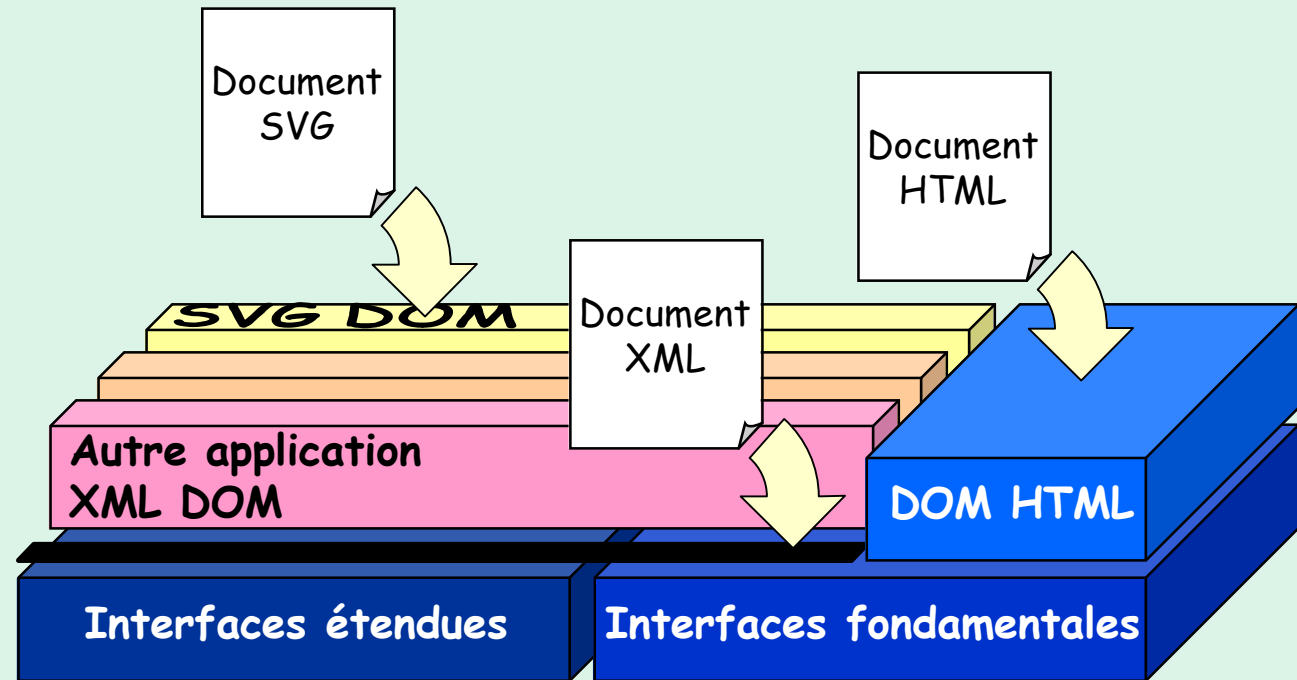 Document
SVG
Document
HTML
Document
XML
SVG DOM
Autre application
XML DOM
DOM HTML
Interfaces étendues
Interfaces fondamentales